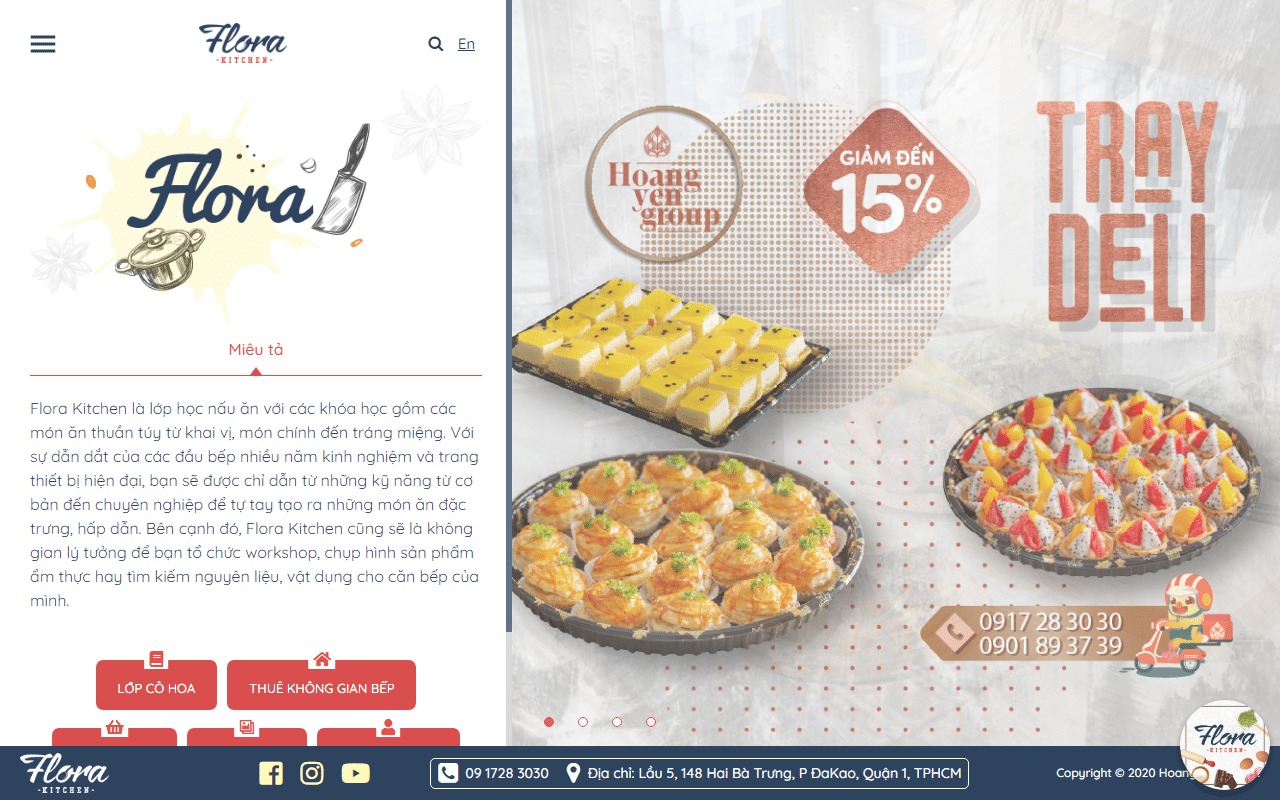 Flora
-KITCHEN-
En
Flora
Miêu tả
Flora Kitchen là lớp học nấu ăn với các khóa học gồm các
món ăn thuần túy từ khai vị, món chính đến tráng miệng. Với
sự dẫn dắt của các đầu bếp nhiều năm kinh nghiệm và trang
thiết bị hiện đại, bạn sẽ được chỉ dẫn từ những kỹ năng từ cơ
bản đến chuyên nghiệp để tự tay tạo ra những món ăn đặc
trưng, hấp dẫn. Bên cạnh đó, Flora Kitchen cũng sẽ là không
gian lý tưởng để bạn tổ chức workshop, chụp hình sản phẩm
ẩm thực hay tìm kiếm nguyên liệu, vật dụng cho căn bếp của
mình.
LỚP CÔ HOA
THUÊ KHÔNG GIAN BẾP
Hoang
yen
group
GIẢM ĐẾN
15%
TRAY
DELI
0917 28 30 30
0901 89 37 39
Flora
-KITCHEN-
Flora
-KITCHEN-
09 1728 3030
Địa chỉ: Lầu 5, 148 Hai Bà Trưng, P ĐaKao, Quận 1, TPHCM
Copyright © 2020 Hoang